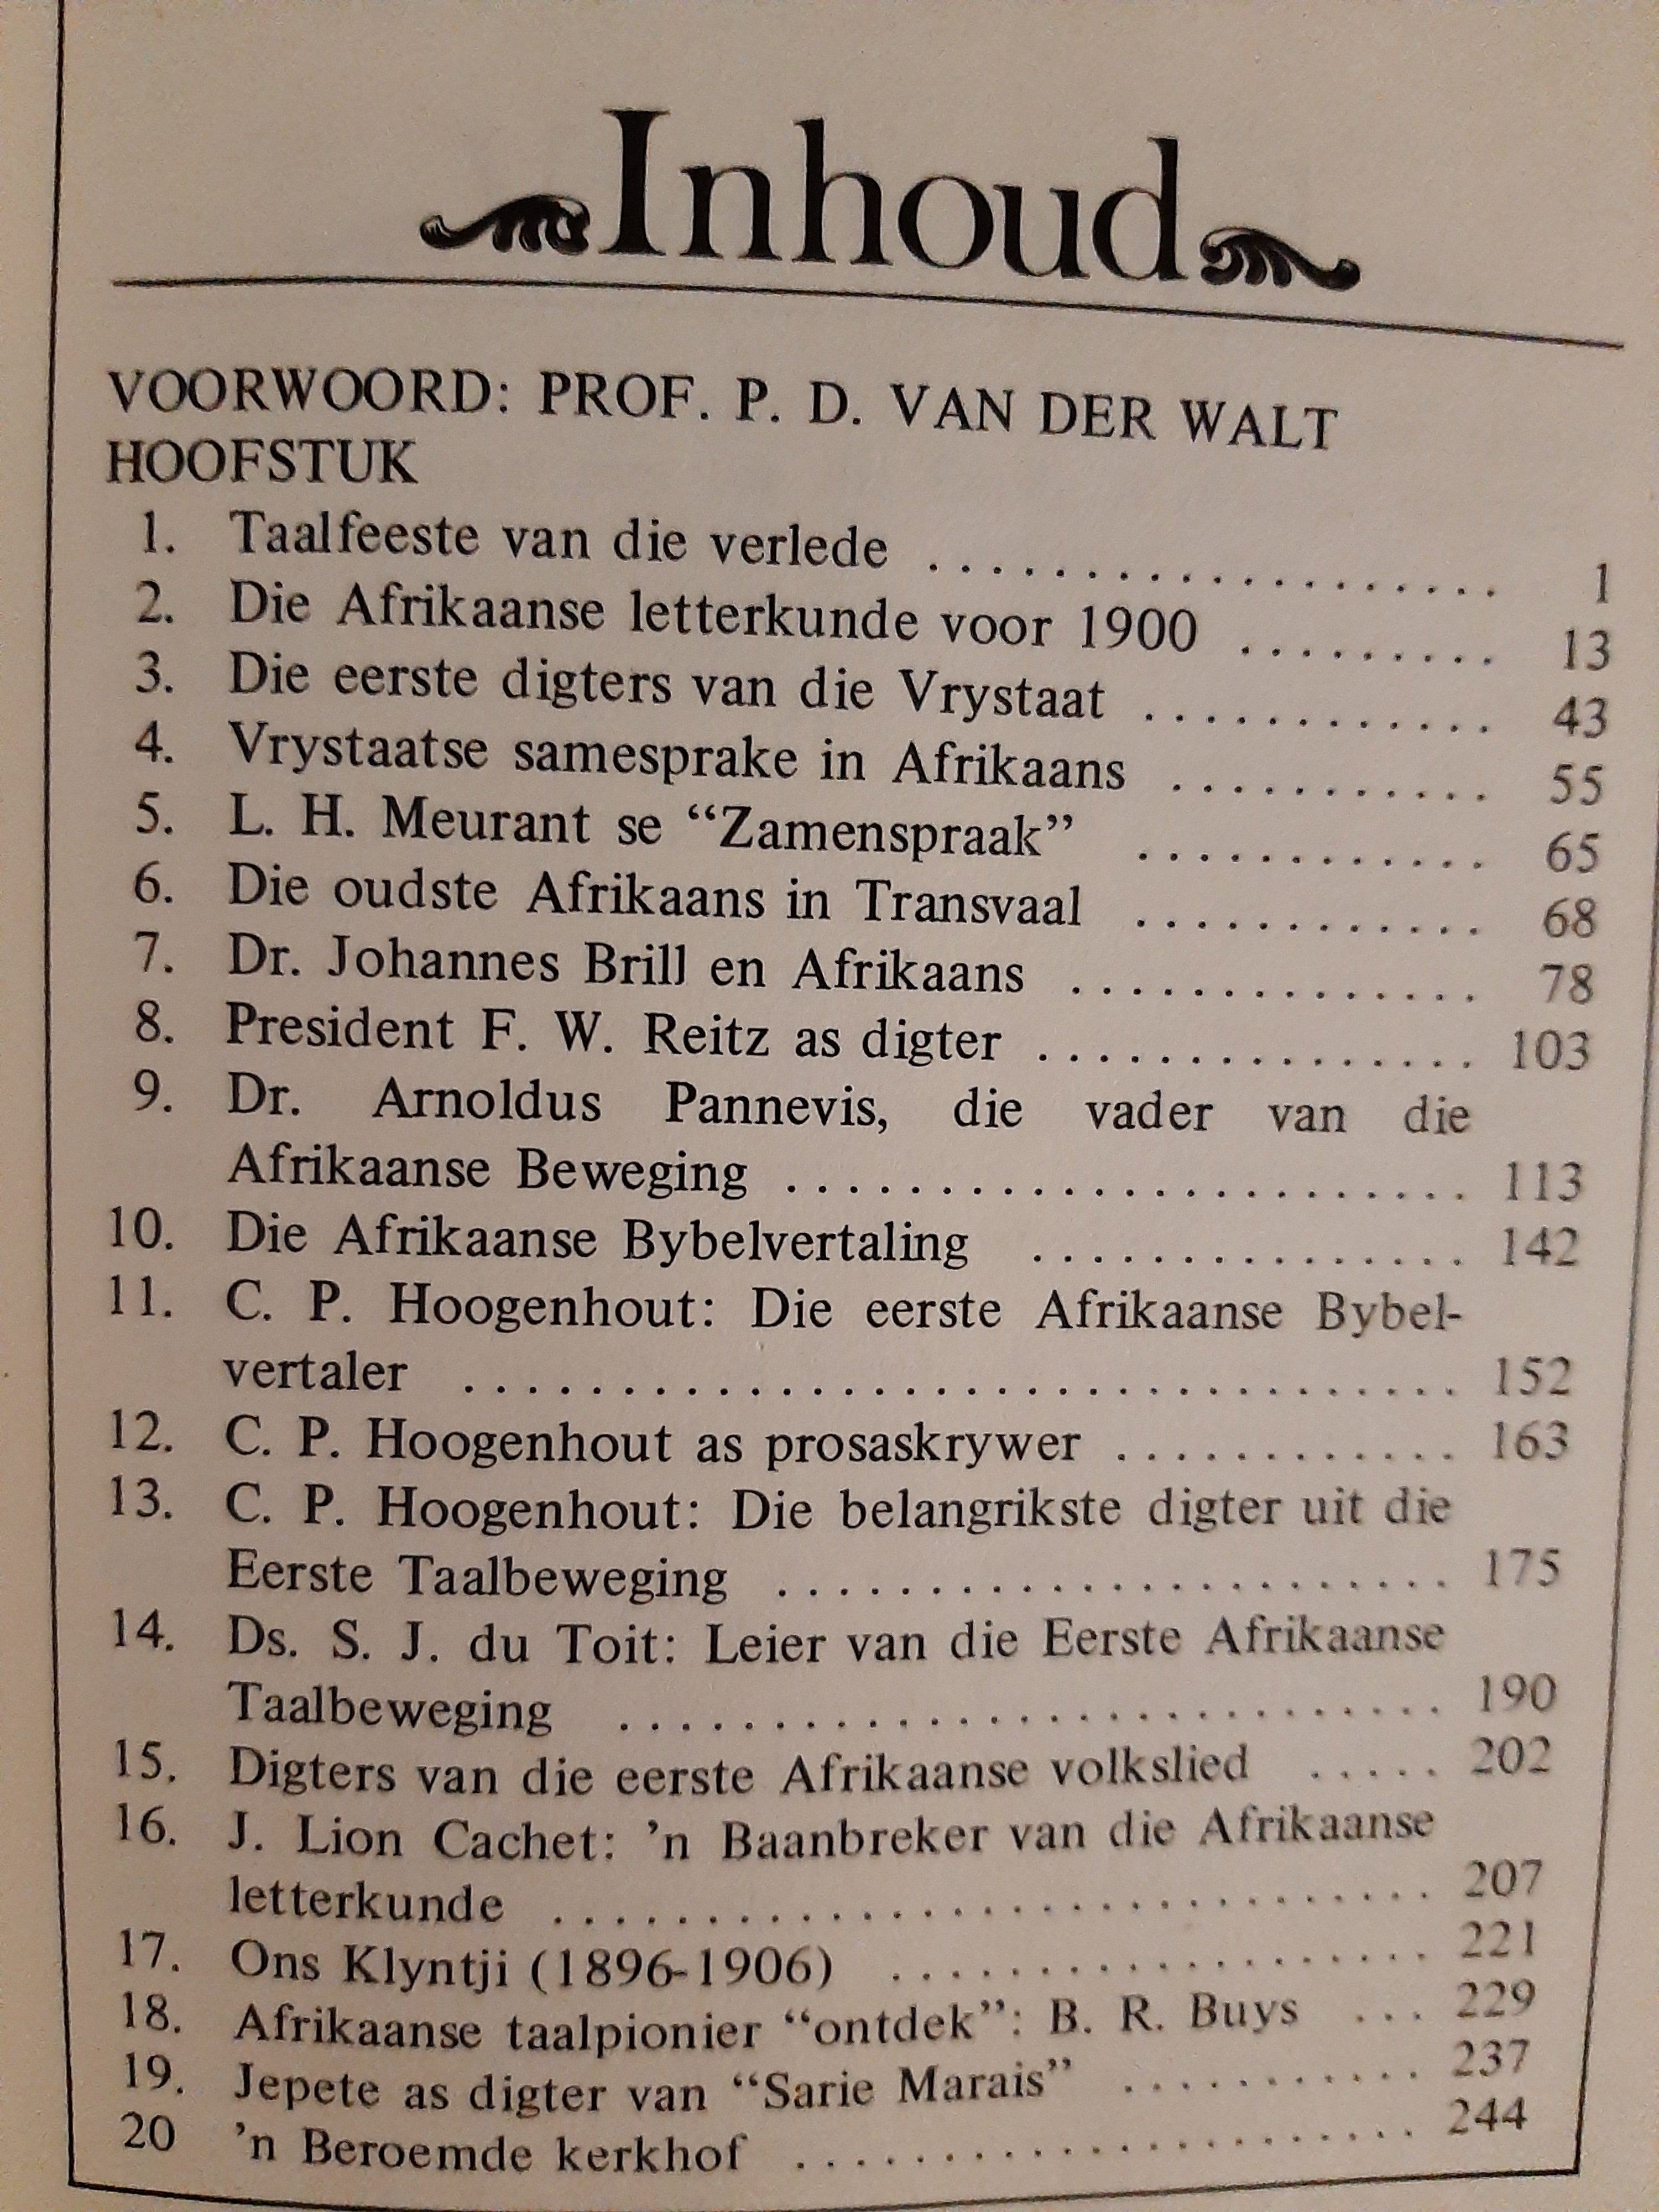 Inhoud
VOORWOORD: PROF. P. D. VAN DER WALT
HOOFSTUK
1. Taalfeeste van die verlede . . . . . . . . . . . . . . . . . . . 1
2. Die Afrikaanse letterkunde voor 1900 . . . . . . . . . 13
3. Die eerste digters van die Vrystaat . . . . . . . . . . . . 43
4. Vrystaatse samesprake in Afrikaans . . . . . . . . . . . 55
5. L. H. Meurant se “Zamenspraak” . . . . . . . . . . . . 65
6. Die oudste Afrikaans in Transvaal . . . . . . . . . . . . 68
7. Dr. Johannes Brill en Afrikaans . . . . . . . . . . . . . . 78
8. President F. W. Reitz as digter . . . . . . . . . . . . . . . 103
9. Dr. Arnoldus Pannevis, die vader van die
Afrikaanse Beweging . . . . . . . . . . . . . . . . . . . . . . . 113
10. Die Afrikaanse Bybelvertaling . . . . . . . . . . . . . . . 142
11. C. P. Hoogenhout: Die eerste Afrikaanse Bybel-
vertaler . . . . . . . . . . . . . . . . . . . . . . . . . . . . . . . . . 152
12. C. P. Hoogenhout as prosaskrywer . . . . . . . . . . . . 163
13. C. P. Hoogenhout: Die belangrikste digter uit die
Eerste Taalbeweging . . . . . . . . . . . . . . . . . . . . . . . 175
14. Ds. S. J. du Toit: Leier van die Eerste Afrikaanse
Taalbeweging . . . . . . . . . . . . . . . . . . . . . . . . . . . . 190
15. Digters van die eerste Afrikaanse volkslied . . . . . 202
16. J. Lion Cachet: ’n Baanbreker van die Afrikaanse
letterkunde . . . . . . . . . . . . . . . . . . . . . . . . . . . . . . 207
17. Ons Klyntji (1896-1906) . . . . . . . . . . . . . . . . . . . 221
18. Afrikaanse taalpionier “ontdek”: B. R. Buys . . . 229
19. Jepete as digter van “Sarie Marais” . . . . . . . . . . . 237
20 ’n Beroemde kerkhof . . . . . . . . . . . . . . . . . . . . . 244